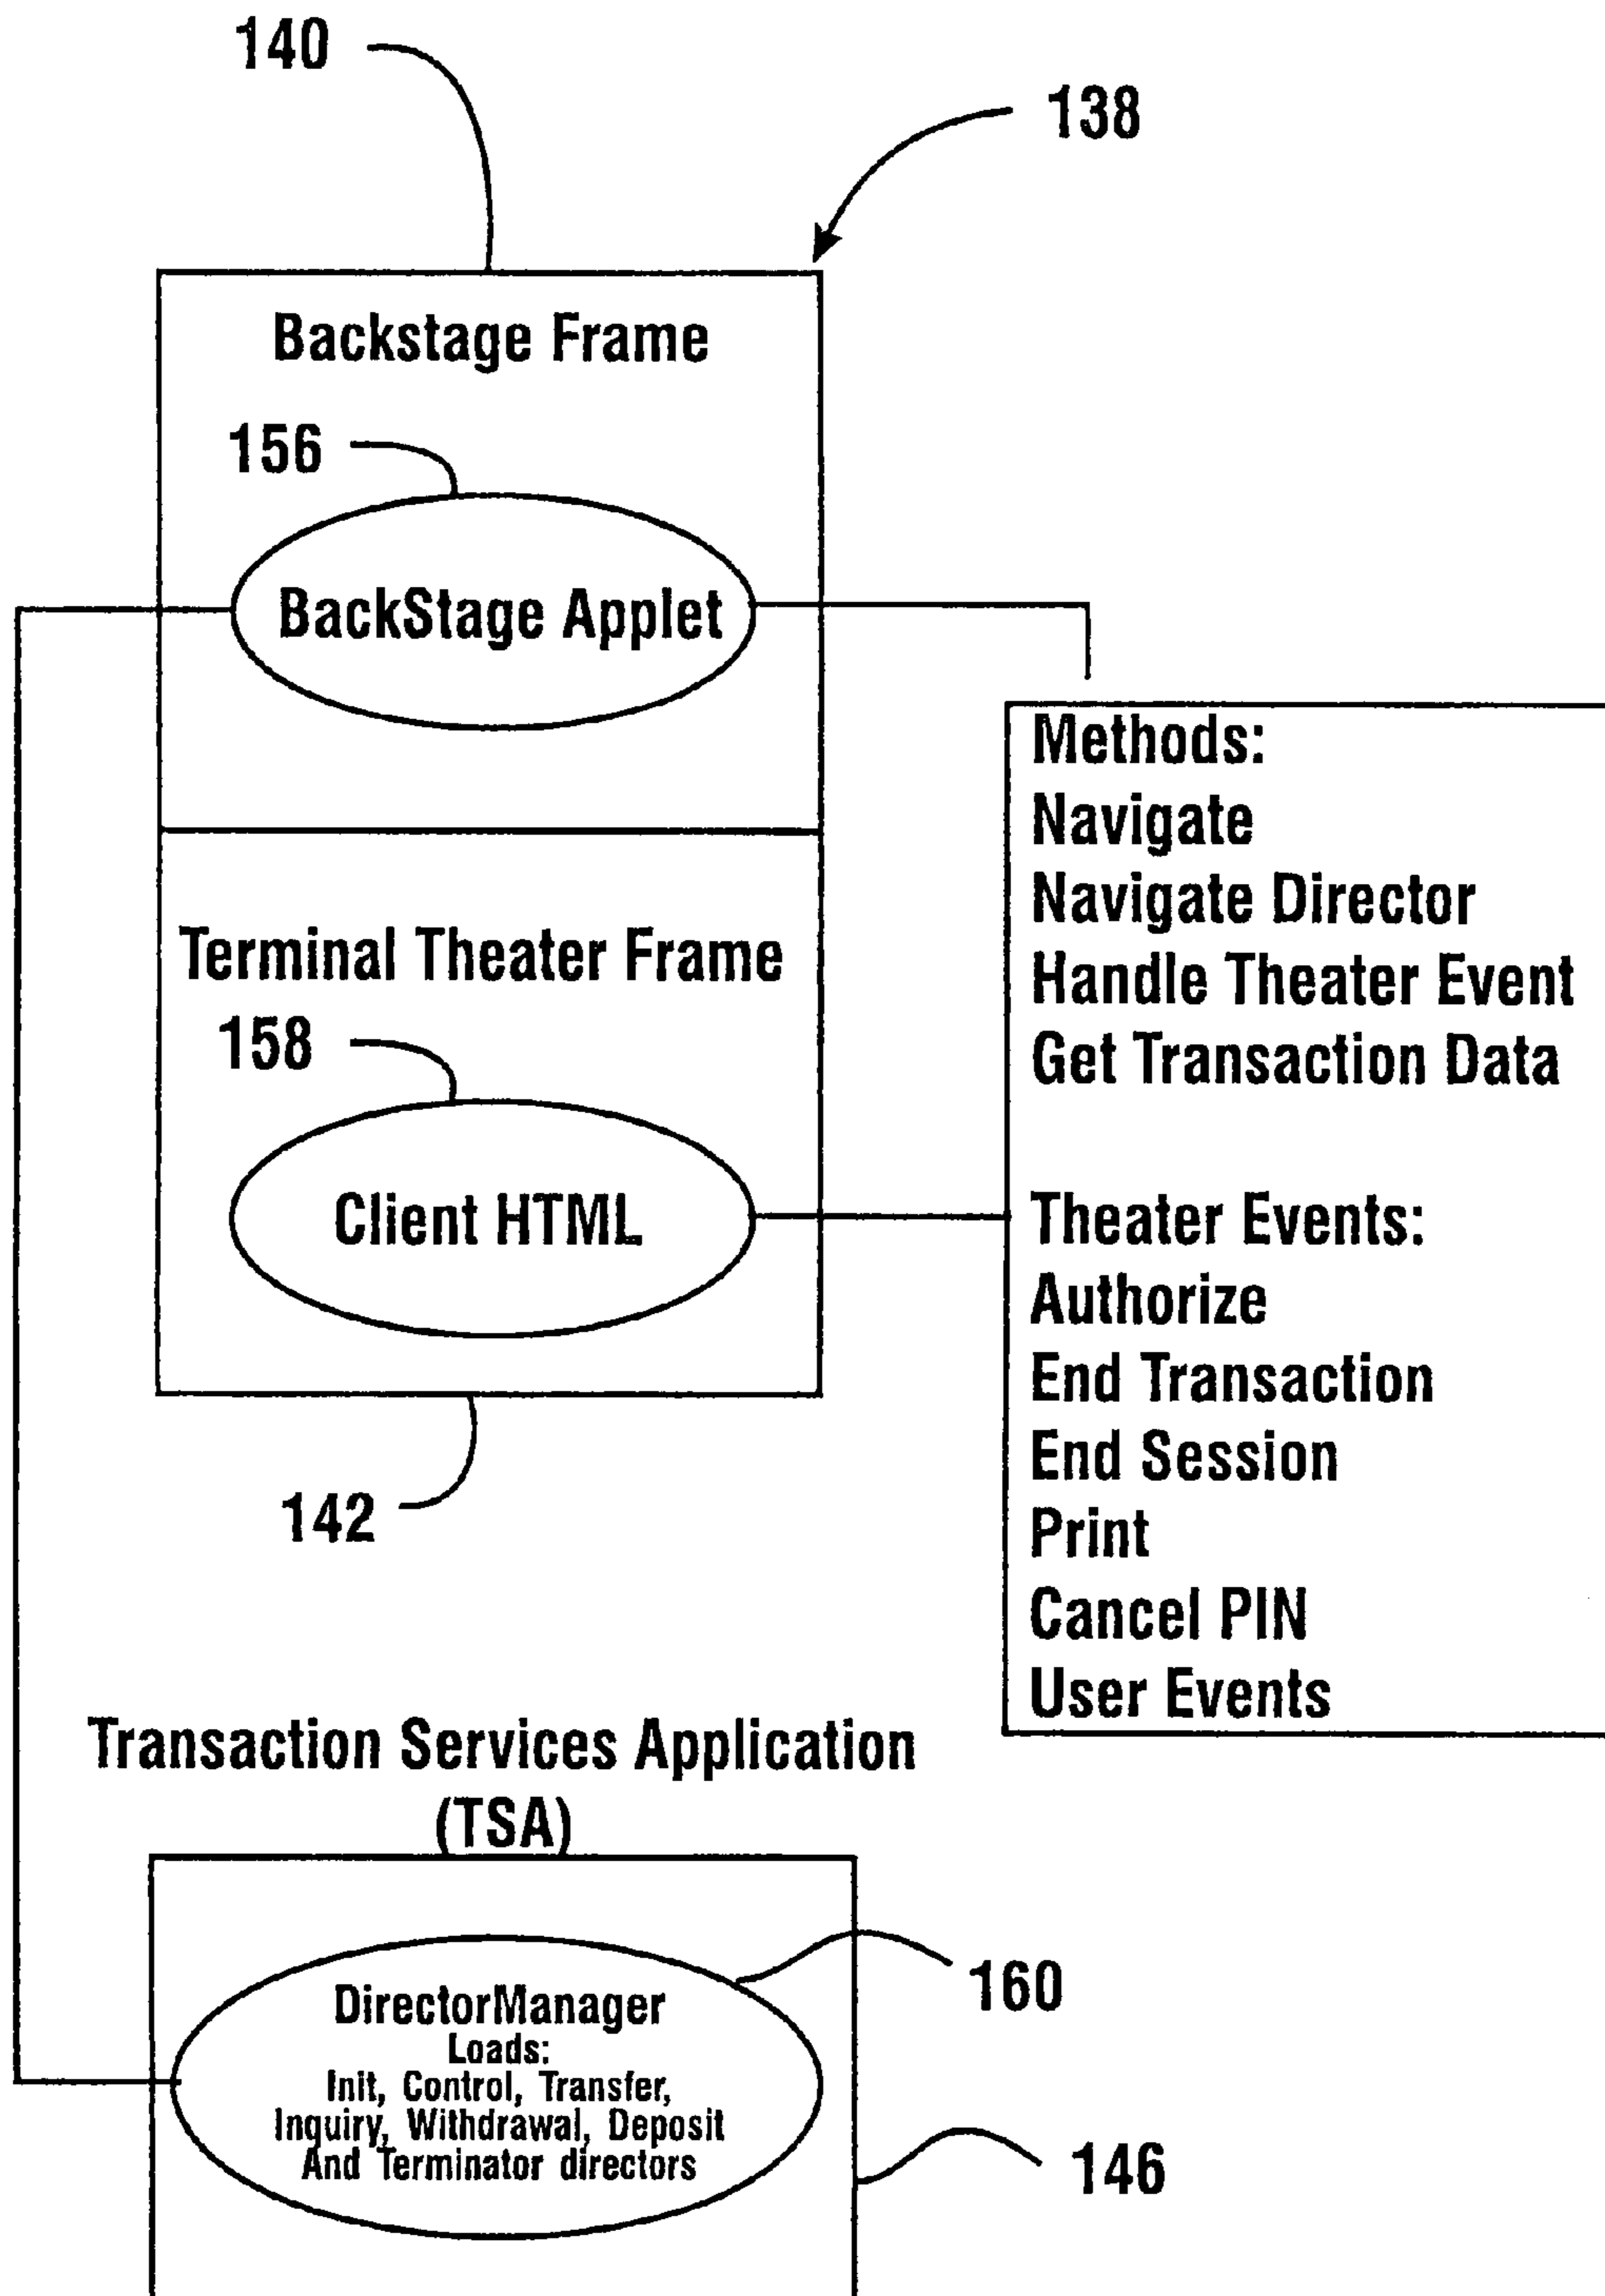 140
138
Backstage Frame
156
BackStage Applet
Terminal Theater Frame
158
Client HTML
142
Methods:
Navigate
Navigate Director
Handle Theater Event
Get Transaction Data
Theater Events:
Authorize
End Transaction
End Session
Print
Cancel PIN
User Events
Transaction Services Application
(TSA)
160
DirectorManager
Loads:
Init, Control, Transfer,
Inquiry, Withdrawal, Deposit
And Terminator directors
146